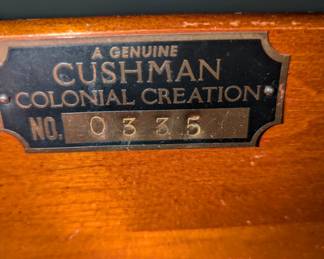 A GENUINE
CUSHMAN
COLONIAL CREATION
NO. 0335